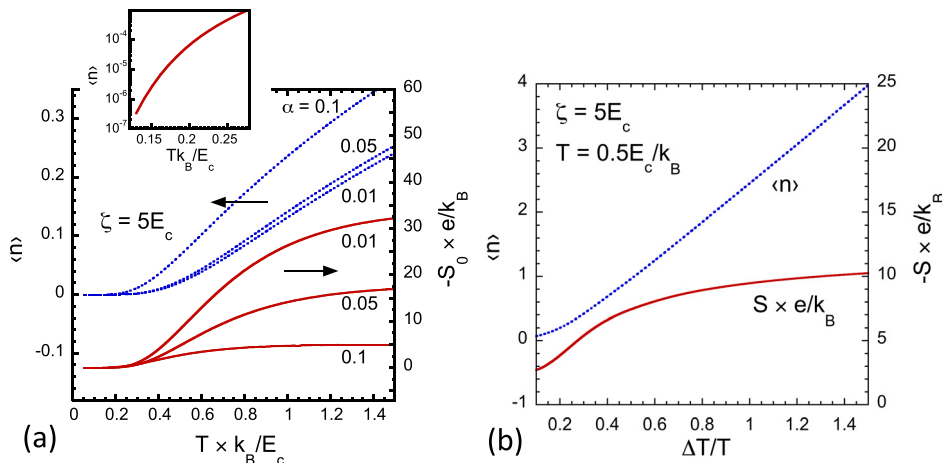 10⁻⁴
10⁻⁵
10⁻⁶
10⁻⁷
⟨n⟩
0.15 0.2 0.25
Tk_B/E_c
0.3
0.2
0.1
0
-0.1
⟨n⟩
60
50
40
30
20
10
0
-S₀ × e/k_B
α = 0.1
0.05
0.01
0.01
0.05
0.1
ζ = 5E_c
0 0.2 0.4 0.6 0.8 1 1.2 1.4
T × k_B/E_c
(a)
4
3
2
1
0
-1
⟨n⟩
25
20
15
10
5
0
-S × e/k_B
ζ = 5E_c
T = 0.5E_c/k_B
⟨n⟩
S × e/k_B
0.2 0.4 0.6 0.8 1 1.2 1.4
ΔT/T
(b)